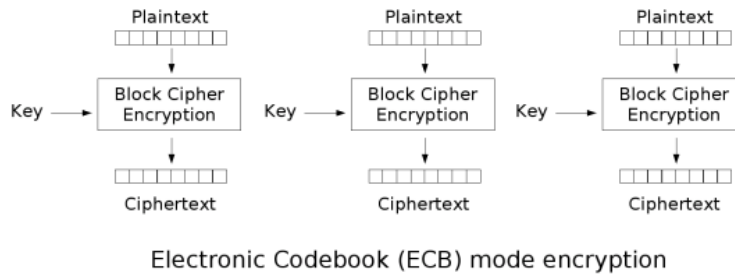 Plaintext Plaintext Plaintext
Key Block Cipher Encryption Key Block Cipher Encryption Key Block Cipher Encryption
Ciphertext Ciphertext Ciphertext
Electronic Codebook (ECB) mode encryption